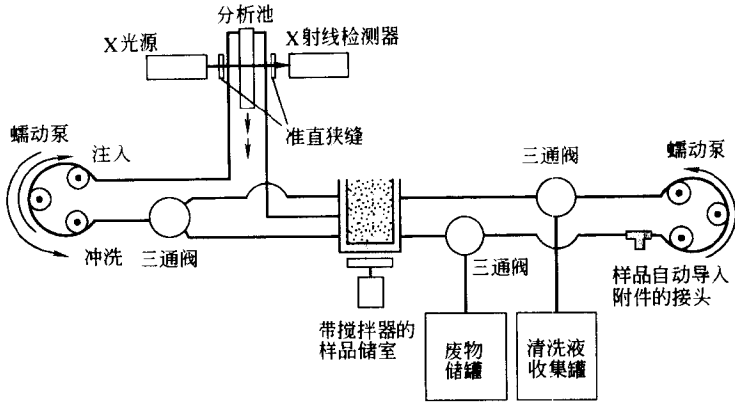 分析池
X光源
X射线检测器
准直狭缝
蠕动泵
注入
三通阀
蠕动泵
冲洗
三通阀
三通阀
样品自动导入
附件的接头
带搅拌器的
样品储室
废物
储罐
清洗液
收集罐